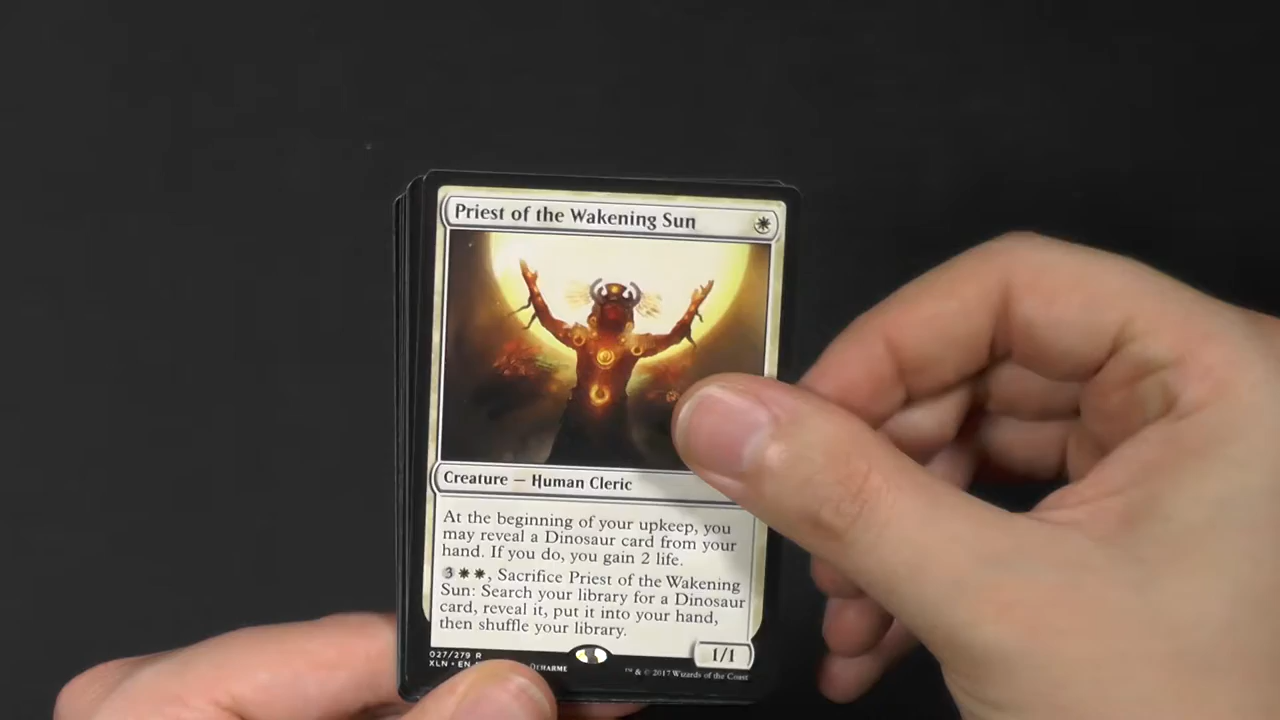 Priest of the Wakening Sun
Creature — Human Cleric
At the beginning of your upkeep, you
may reveal a Dinosaur card from your
hand. If you do, you gain 2 life.
3, Sacrifice Priest of the Wakening
Sun: Search your library for a Dinosaur
card, reveal it, put it into your hand,
then shuffle your library.
1/1
027/279 R
XLN • EN
™ & © 2017 Wizards of the Coast